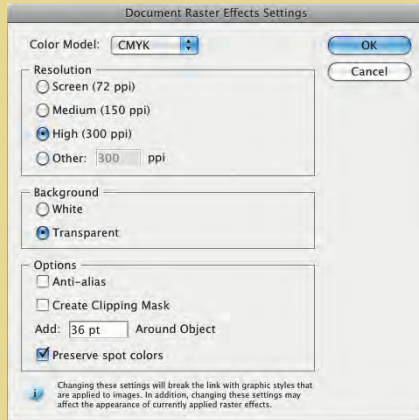 Document Raster Effects Settings
Color Model: CMYK
OK
Cancel
Resolution
Screen (72 ppi)
Medium (150 ppi)
High (300 ppi)
Other: 300 ppi
Background
White
Transparent
Options
Anti-alias
Create Clipping Mask
Add: 36 pt Around Object
Preserve spot colors
Changing these settings will break the link with graphic styles that
are applied to images. In addition, changing these settings may
affect the appearance of currently applied raster effects.